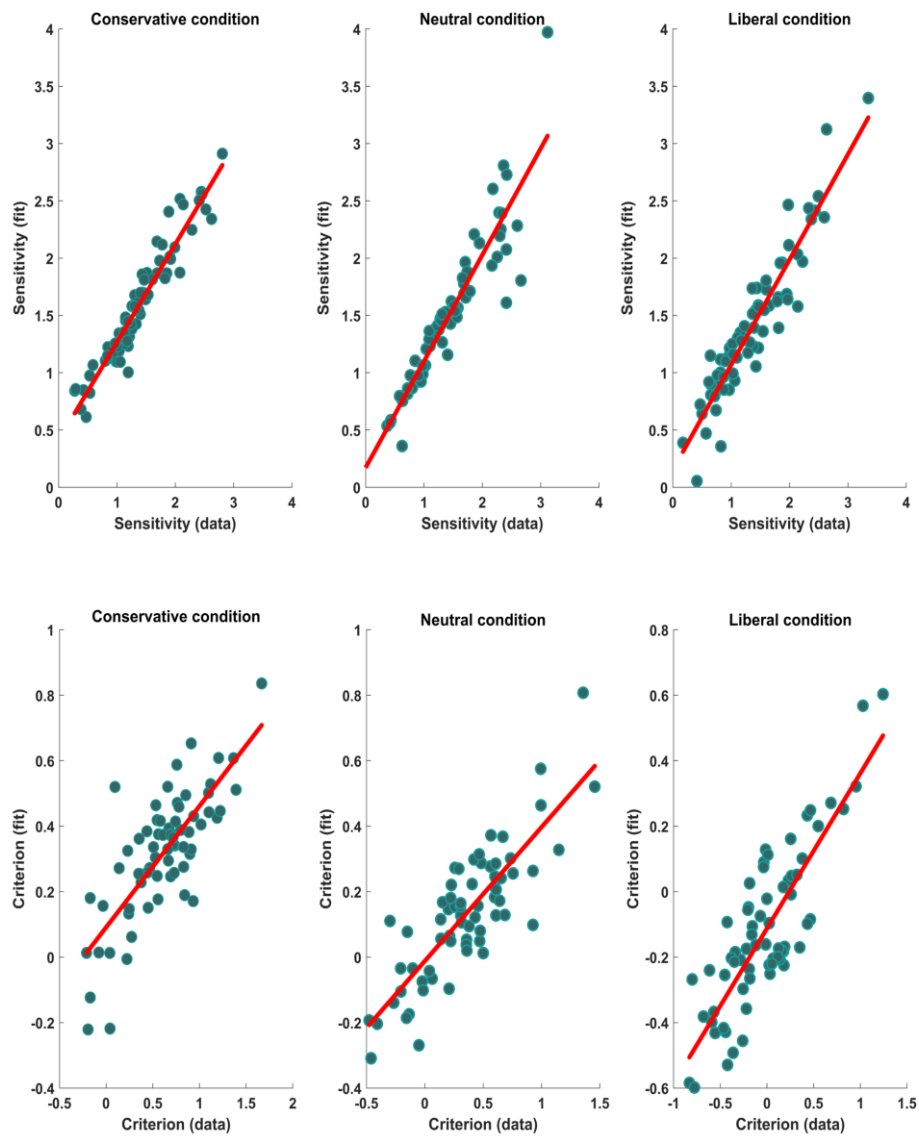 Conservative condition
4
3.5
3
2.5
2
1.5
1
0.5
0
Sensitivity (fit)
0 1 2 3 4
Sensitivity (data)
Neutral condition
4
3.5
3
2.5
2
1.5
1
0.5
0
Sensitivity (fit)
0 1 2 3 4
Sensitivity (data)
Liberal condition
4
3.5
3
2.5
2
1.5
1
0.5
0
Sensitivity (fit)
0 1 2 3 4
Sensitivity (data)
Conservative condition
1
0.8
0.6
0.4
0.2
0
-0.2
-0.4
Criterion (fit)
-0.5 0 0.5 1 1.5 2
Criterion (data)
Neutral condition
1
0.8
0.6
0.4
0.2
0
-0.2
-0.4
Criterion (fit)
-0.5 0 0.5 1 1.5
Criterion (data)
Liberal condition
0.8
0.6
0.4
0.2
0
-0.2
-0.4
-0.6
Criterion (fit)
-1 -0.5 0 0.5 1 1.5
Criterion (data)